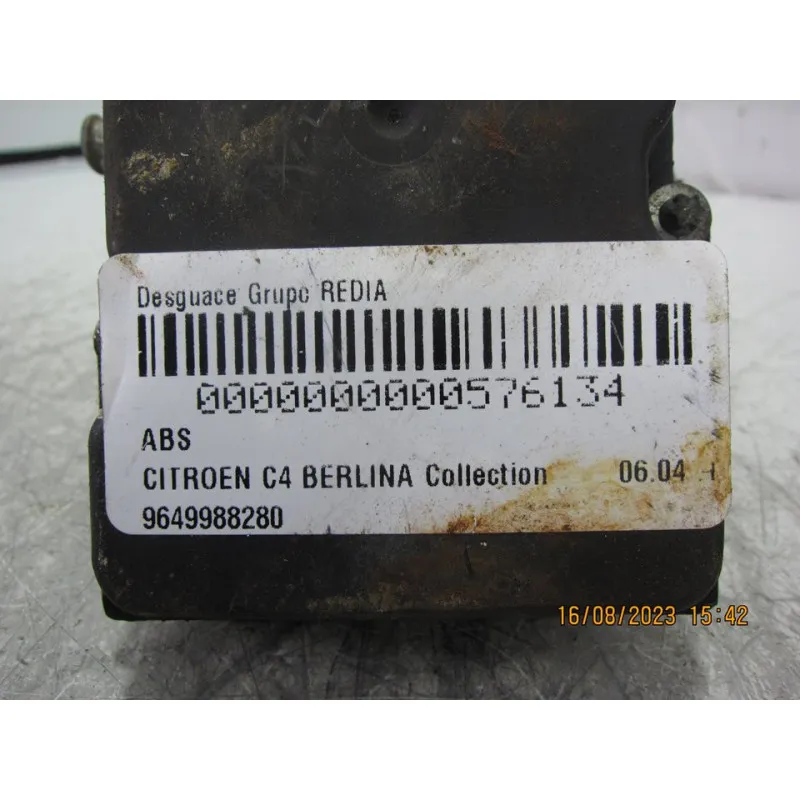 Desguace Grupo REDIA
0000000000576134
ABS
CITROEN C4 BERLINA Collection 06.04
9649988280
16/08/2023 15:42